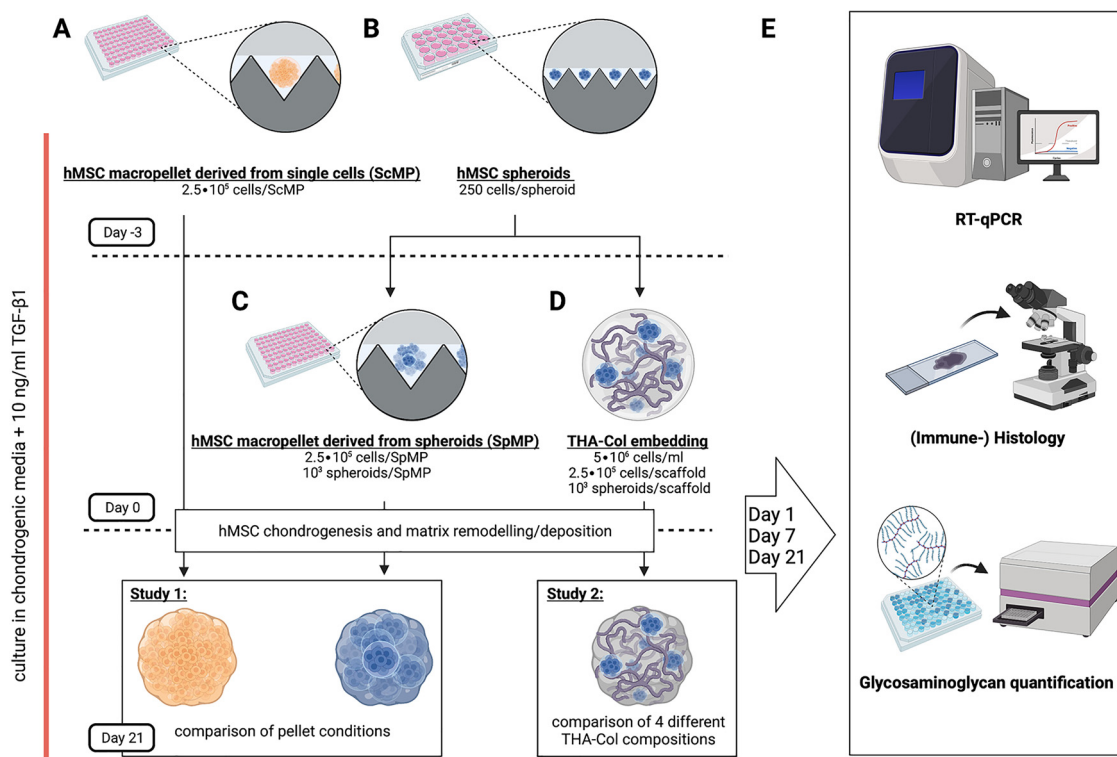 A
B
E
hMSC macropellet derived from single cells (ScMP)
2.5•10⁵ cells/ScMP
hMSC spheroids
250 cells/spheroid
Day -3
C
D
hMSC macropellet derived from spheroids (SpMP)
2.5•10⁵ cells/SpMP
10³ spheroids/SpMP
THA-Col embedding
5•10⁶ cells/ml
2.5•10⁵ cells/scaffold
10³ spheroids/scaffold
Day 0
hMSC chondrogenesis and matrix remodelling/deposition
Study 1:
comparison of pellet conditions
Study 2:
comparison of 4 different
THA-Col compositions
Day 21
culture in chondrogenic media + 10 ng/ml TGF-β1
Day 1
Day 7
Day 21
RT-qPCR
(Immune-) Histology
Glycosaminoglycan quantification